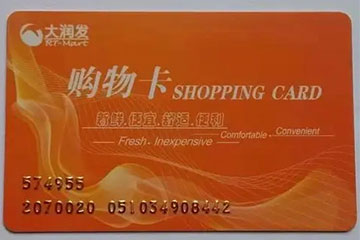 大润发
RT-Mart
购物卡 SHOPPING CARD
新鲜.便宜.舒适.便利
Comfortable. Convenient
Fresh. Inexpensive
574955
2070020 051034908442